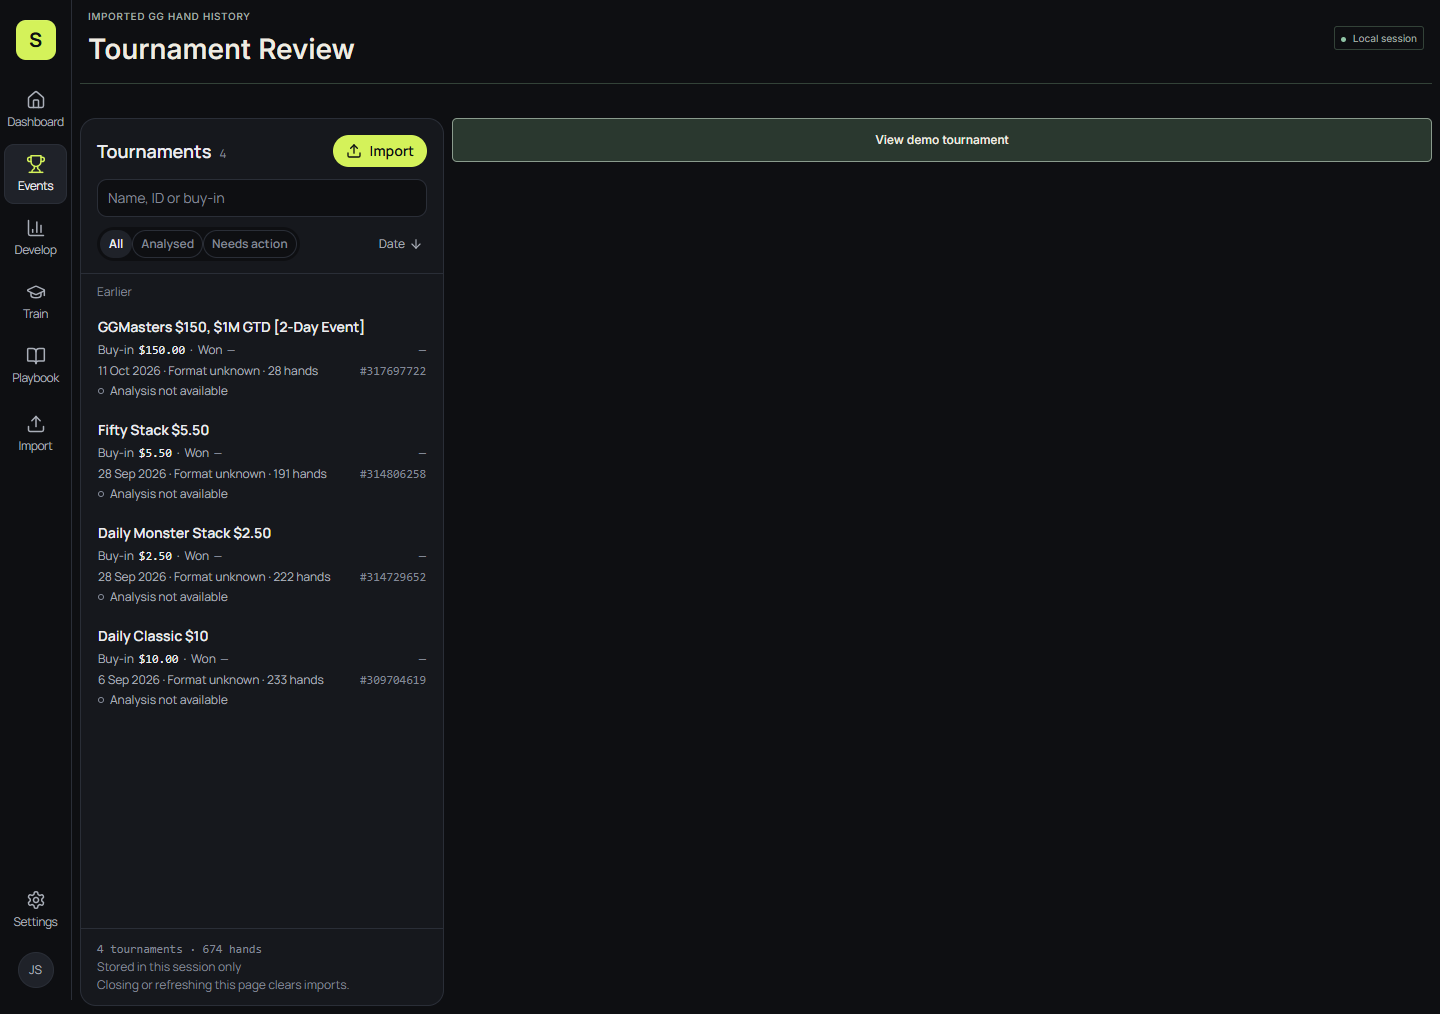 S
Dashboard
Events
Develop
Train
Playbook
Import
Settings
JS
IMPORTED GG HAND HISTORY
Tournament Review
Local session
Tournaments 4
Import
Name, ID or buy-in
All Analysed Needs action Date ↓
Earlier
GGMasters $150, $1M GTD [2-Day Event]
Buy-in $150.00 · Won — —
11 Oct 2026 · Format unknown · 28 hands #317697722
Analysis not available
Fifty Stack $5.50
Buy-in $5.50 · Won — —
28 Sep 2026 · Format unknown · 191 hands #314806258
Analysis not available
Daily Monster Stack $2.50
Buy-in $2.50 · Won — —
28 Sep 2026 · Format unknown · 222 hands #314729652
Analysis not available
Daily Classic $10
Buy-in $10.00 · Won — —
6 Sep 2026 · Format unknown · 233 hands #309704619
Analysis not available
4 tournaments · 674 hands
Stored in this session only
Closing or refreshing this page clears imports.
View demo tournament